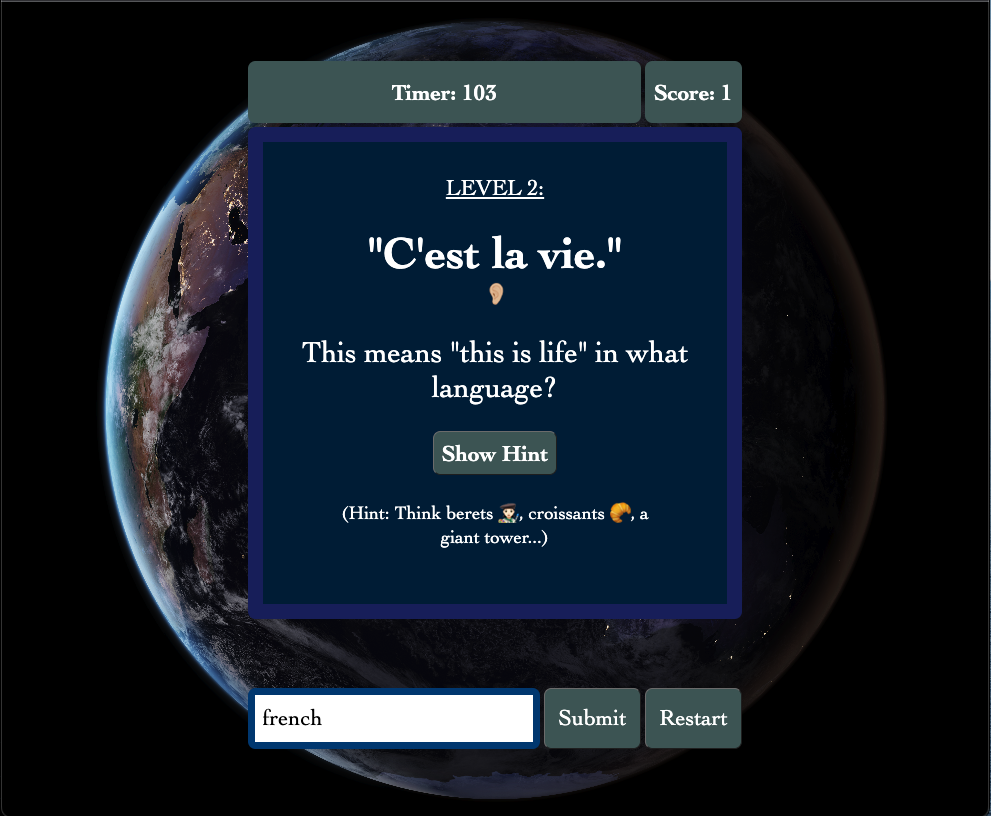 Timer: 103
Score: 1
LEVEL 2:
"C'est la vie."
This means "this is life" in what
language?
Show Hint
(Hint: Think berets 👨🏻‍🎨, croissants 🥐, a
giant tower...)
french
Submit
Restart